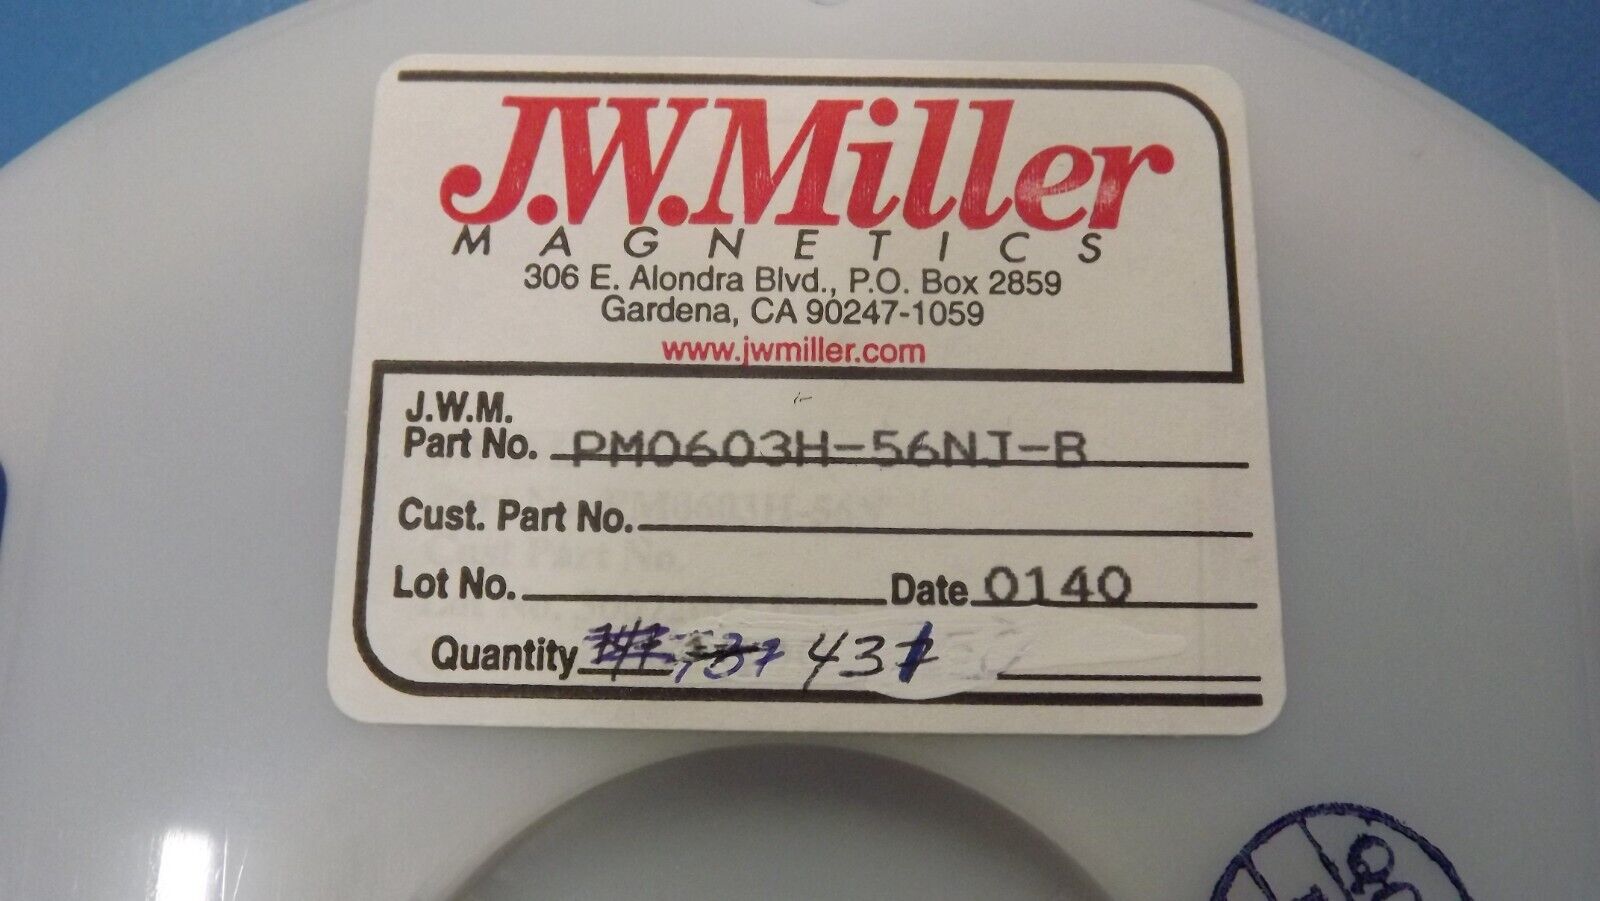 J.W.Miller
MAGNETICS
306 E. Alondra Blvd., P.O. Box 2859
Gardena, CA 90247-1059
www.jwmiller.com
J.W.M.
Part No. PM0603H-56NJ-B
Cust. Part No.
Lot No. Date 0140
Quantity 431